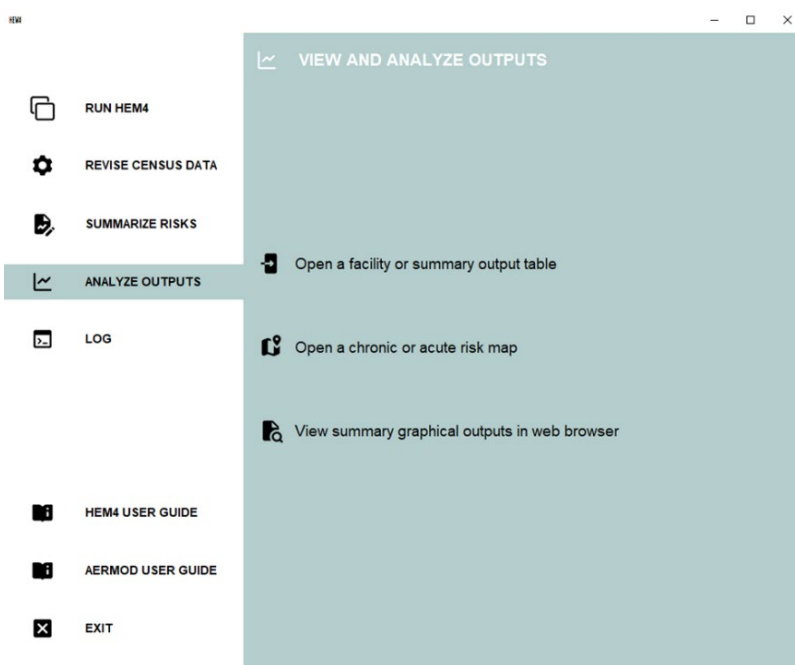 HEM4
VIEW AND ANALYZE OUTPUTS
RUN HEM4
REVISE CENSUS DATA
SUMMARIZE RISKS
ANALYZE OUTPUTS
LOG
HEM4 USER GUIDE
AERMOD USER GUIDE
EXIT
Open a facility or summary output table
Open a chronic or acute risk map
View summary graphical outputs in web browser